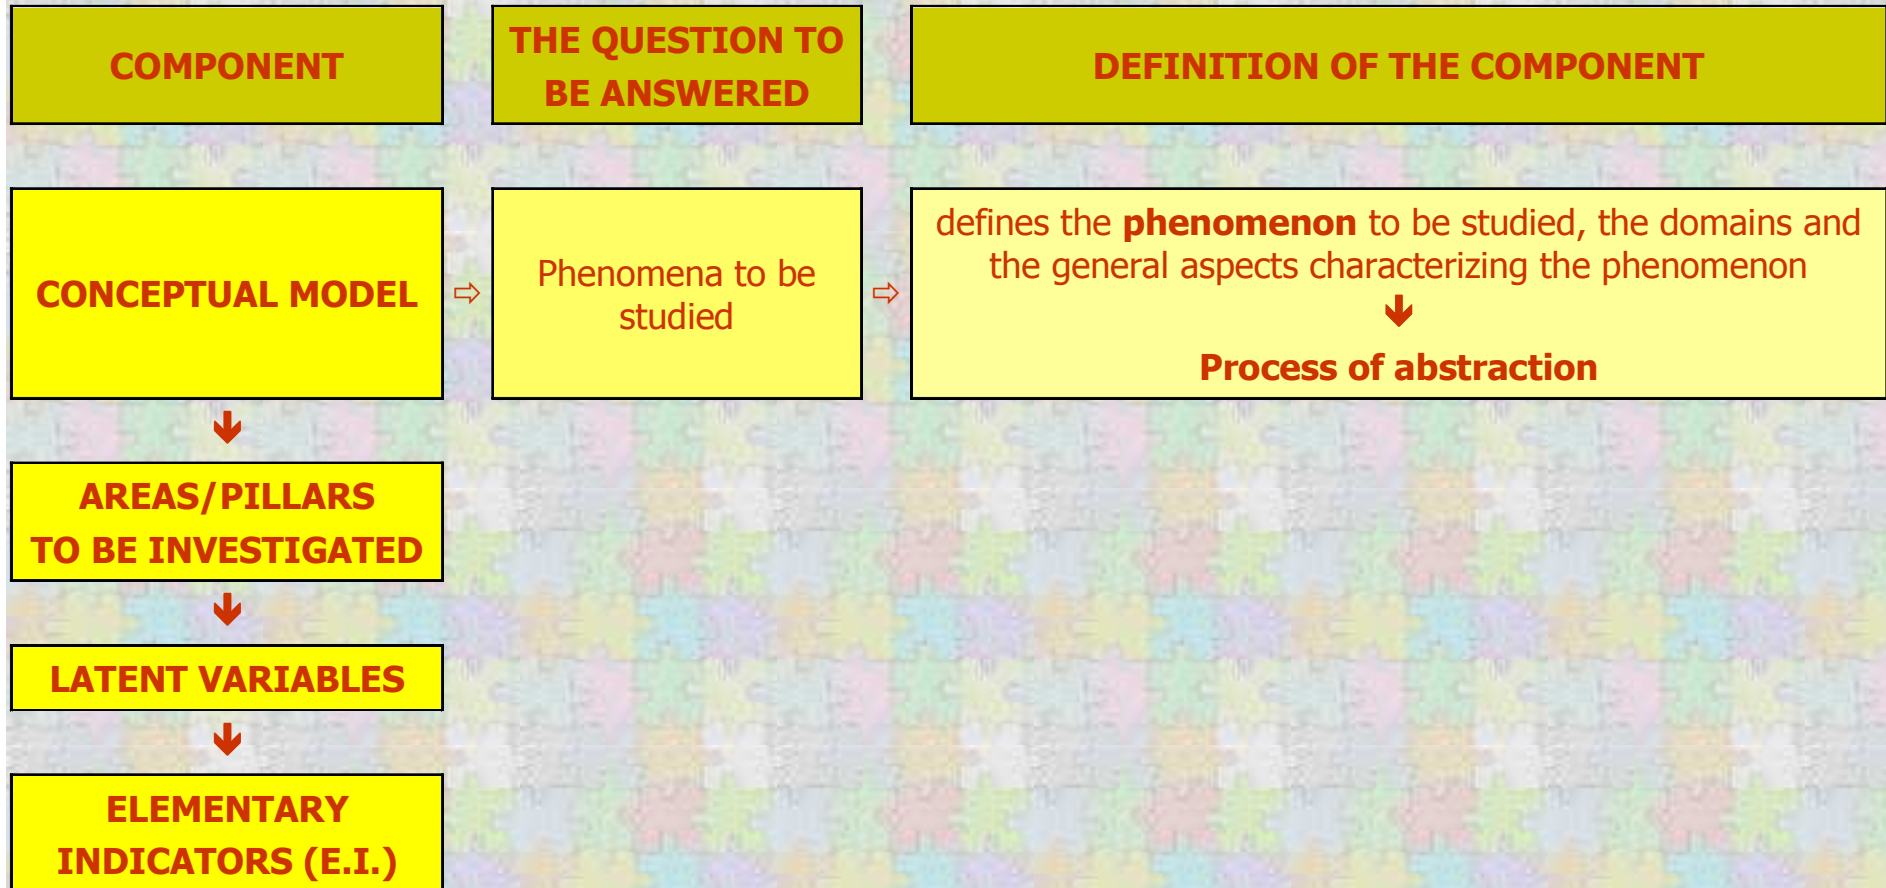 COMPONENT
THE QUESTION TO
BE ANSWERED
DEFINITION OF THE COMPONENT
CONCEPTUAL MODEL
Phenomena to be
studied
defines the phenomenon to be studied, the domains and
the general aspects characterizing the phenomenon
Process of abstraction
AREAS/PILLARS
TO BE INVESTIGATED
LATENT VARIABLES
ELEMENTARY
INDICATORS (E.I.)